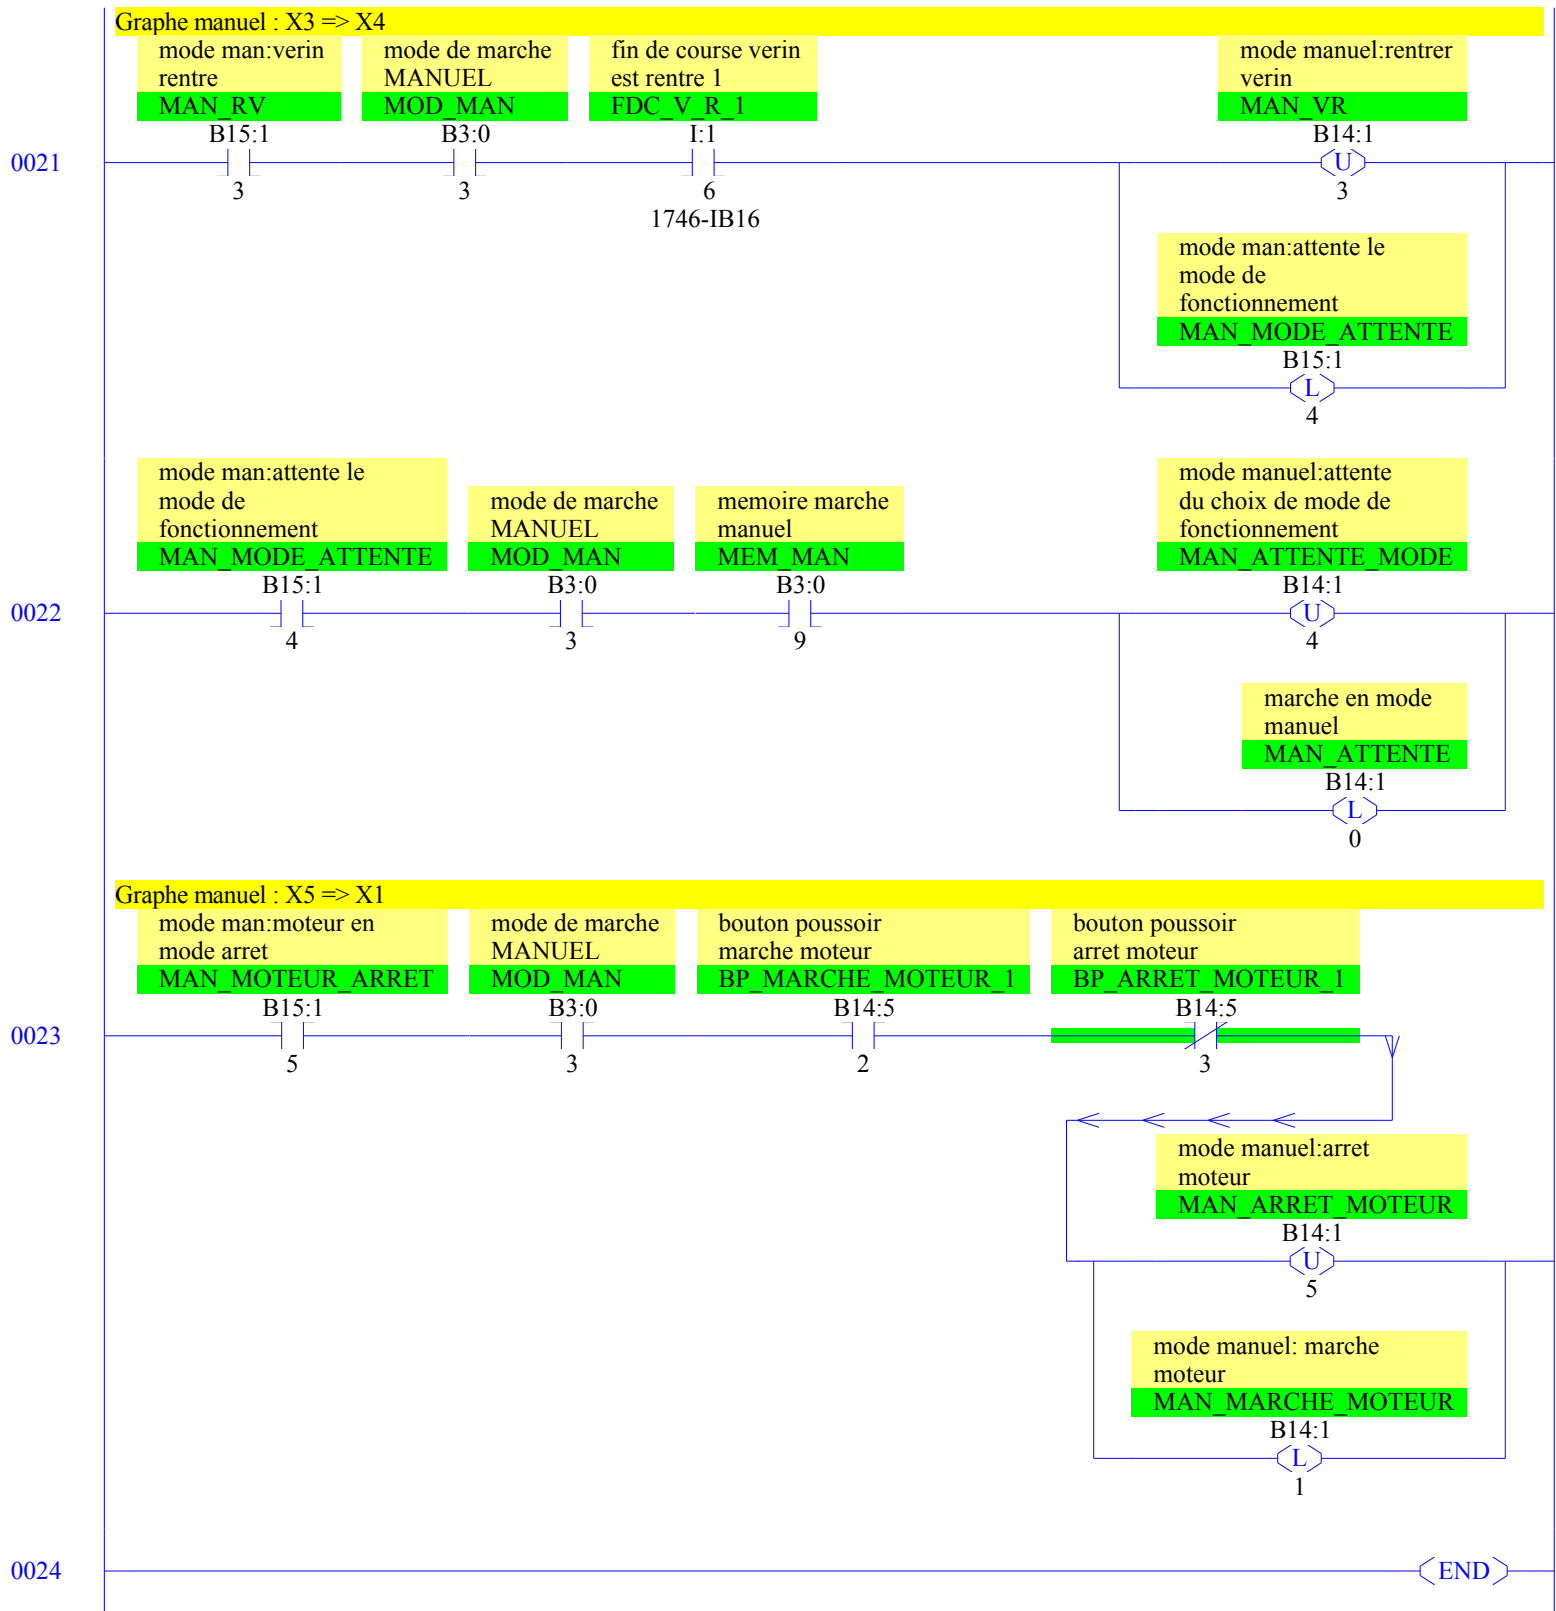 Graphe manuel : X3 => X4
mode man:verin
rentre
MAN_RV
B15:1
3
mode de marche
MANUEL
MOD_MAN
B3:0
3
fin de course verin
est rentre 1
FDC_V_R_1
I:1
6
1746-IB16
mode manuel:rentrer
verin
MAN_VR
B14:1
U
3
0021
mode man:attente le
mode de
fonctionnement
MAN_MODE_ATTENTE
B15:1
L
4
mode man:attente le
mode de
fonctionnement
MAN_MODE_ATTENTE
B15:1
4
mode de marche
MANUEL
MOD_MAN
B3:0
3
memoire marche
manuel
MEM_MAN
B3:0
9
mode manuel:attente
du choix de mode de
fonctionnement
MAN_ATTENTE_MODE
B14:1
U
4
0022
marche en mode
manuel
MAN_ATTENTE
B14:1
L
0
Graphe manuel : X5 => X1
mode man:moteur en
mode arret
MAN_MOTEUR_ARRET
B15:1
5
mode de marche
MANUEL
MOD_MAN
B3:0
3
bouton poussoir
marche moteur
BP_MARCHE_MOTEUR_1
B14:5
2
bouton poussoir
arret moteur
BP_ARRET_MOTEUR_1
B14:5
3
0023
mode manuel:arret
moteur
MAN_ARRET_MOTEUR
B14:1
U
5
mode manuel: marche
moteur
MAN_MARCHE_MOTEUR
B14:1
L
1
0024
END